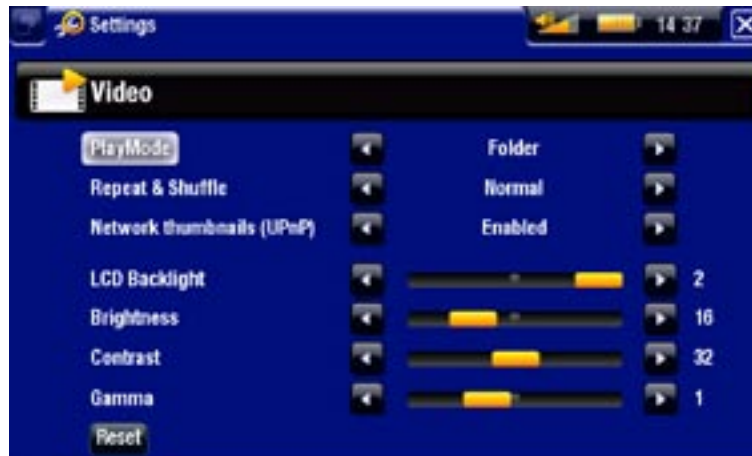 Settings 14 37
Video
PlayMode Folder
Repeat & Shuffle Normal
Network thumbnails (UPnP) Enabled
LCD Backlight 2
Brightness 16
Contrast 32
Gamma 1
Reset